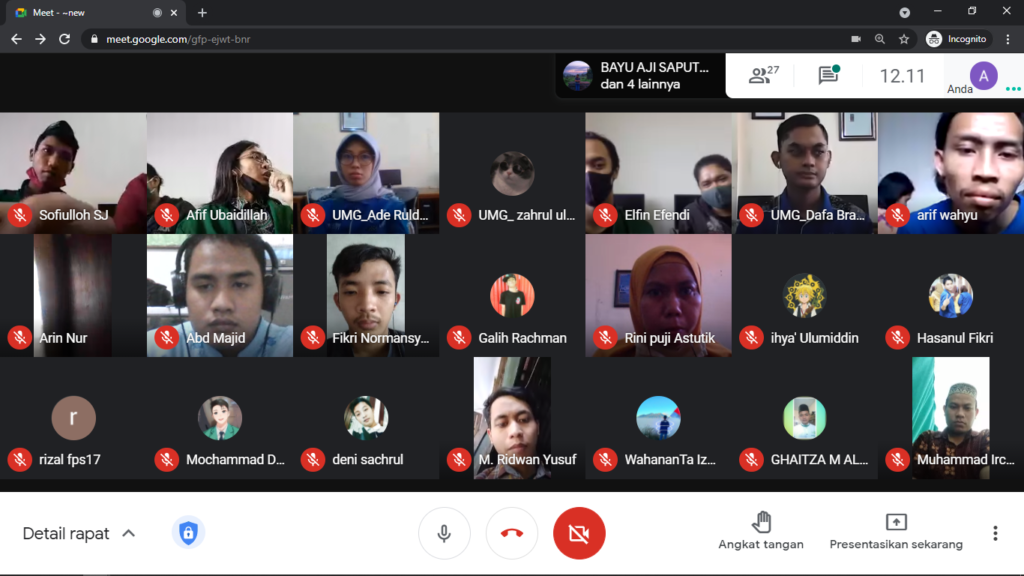 Meet - ~new
meet.google.com/gfp-ejwt-bnr
Incognito
BAYU AJI SAPUT...
dan 4 lainnya
27
12.11
Anda
A
Sofiulloh SJ
Afif Ubaidillah
UMG_Ade Ruld...
UMG_ zahrul ul...
Elfin Efendi
UMG_Dafa Bra...
arif wahyu
Arin Nur
Abd Majid
Fikri Normansy...
Galih Rachman
Rini puji Astutik
ihya' Ulumiddin
Hasanul Fikri
r
rizal fps17
Mochammad D...
deni sachrul
M. Ridwan Yusuf
WahananTa Iz...
GHAITZA M AL...
Muhammad Irc...
Detail rapat
Angkat tangan
Presentasikan sekarang